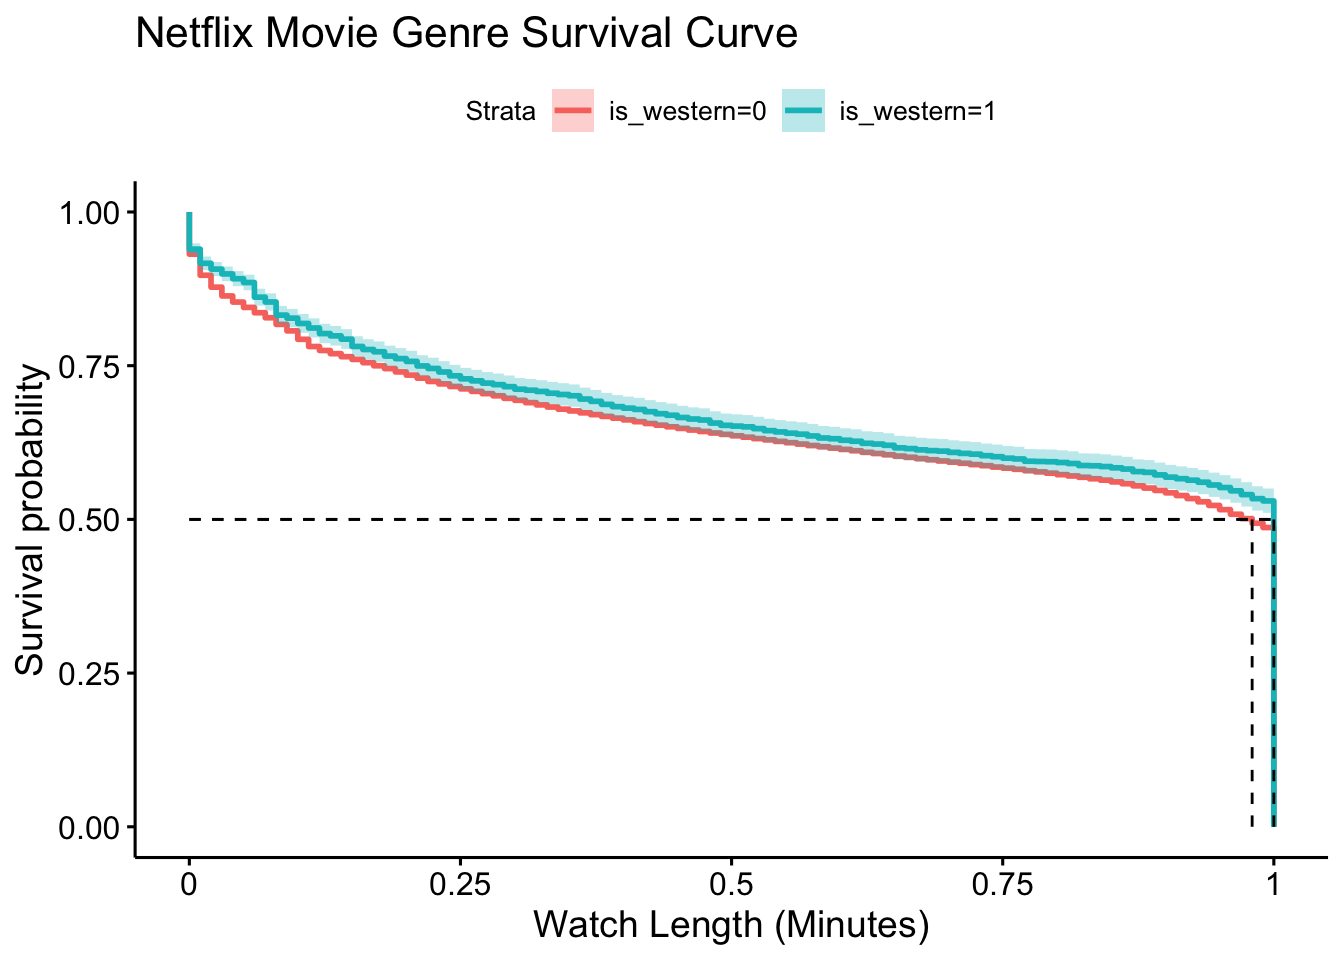 Netflix Movie Genre Survival Curve
Strata is_western=0 is_western=1
Survival probability
1.00
0.75
0.50
0.25
0.00
0 0.25 0.5 0.75 1
Watch Length (Minutes)